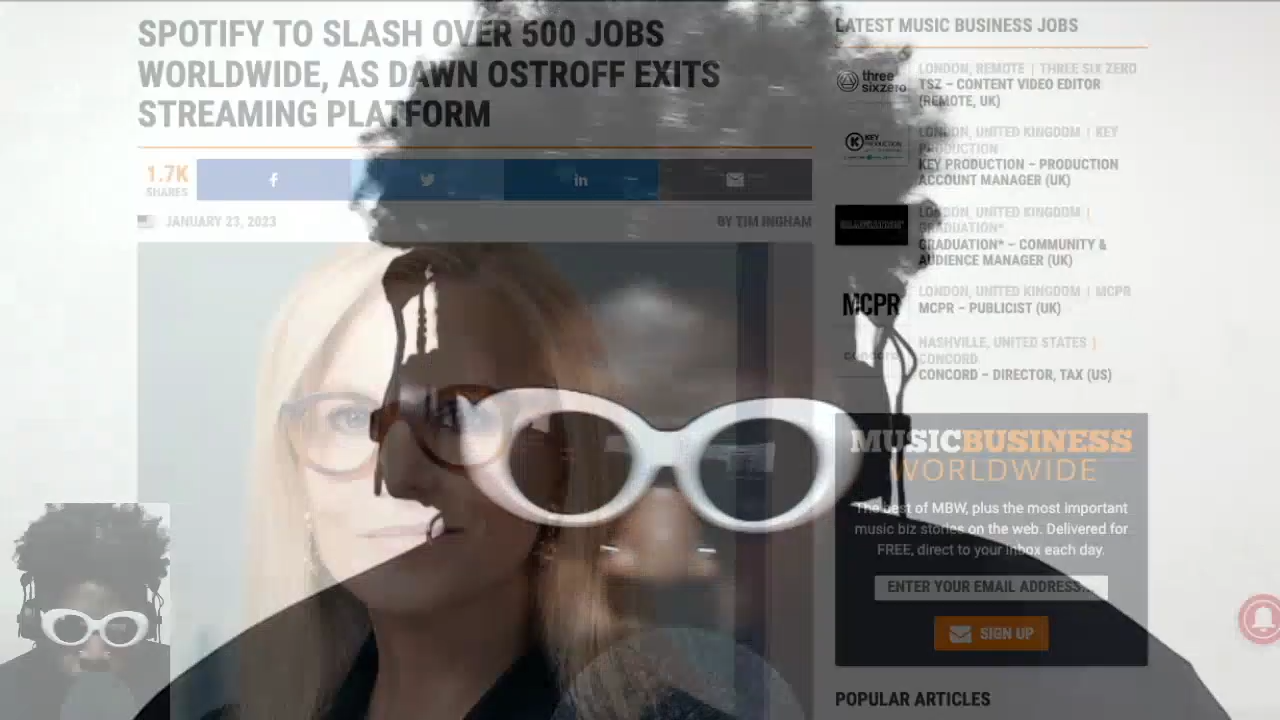 SPOTIFY TO SLASH OVER 500 JOBS
WORLDWIDE, AS DAWN OSTROFF EXITS
STREAMING PLATFORM
1.7K
SHARES
f
in
JANUARY 23, 2023
BY TIM INGHAM
LATEST MUSIC BUSINESS JOBS
three
sixzero
LONDON, REMOTE | THREE SIX ZERO
TSZ – CONTENT VIDEO EDITOR
(REMOTE, UK)
KEY
PRODUCTION
LONDON, UNITED KINGDOM | KEY
PRODUCTION
KEY PRODUCTION – PRODUCTION
ACCOUNT MANAGER (UK)
LONDON, UNITED KINGDOM |
GRADUATION*
GRADUATION* – COMMUNITY &
AUDIENCE MANAGER (UK)
MCPR
LONDON, UNITED KINGDOM | MCPR
MCPR – PUBLICIST (UK)
concord
NASHVILLE, UNITED STATES |
CONCORD
CONCORD – DIRECTOR, TAX (US)
MUSICBUSINESS
WORLDWIDE
The best of MBW, plus the most important
music biz stories on the web. Delivered for
FREE, direct to your inbox each day.
ENTER YOUR EMAIL ADDRESS...
SIGN UP
POPULAR ARTICLES